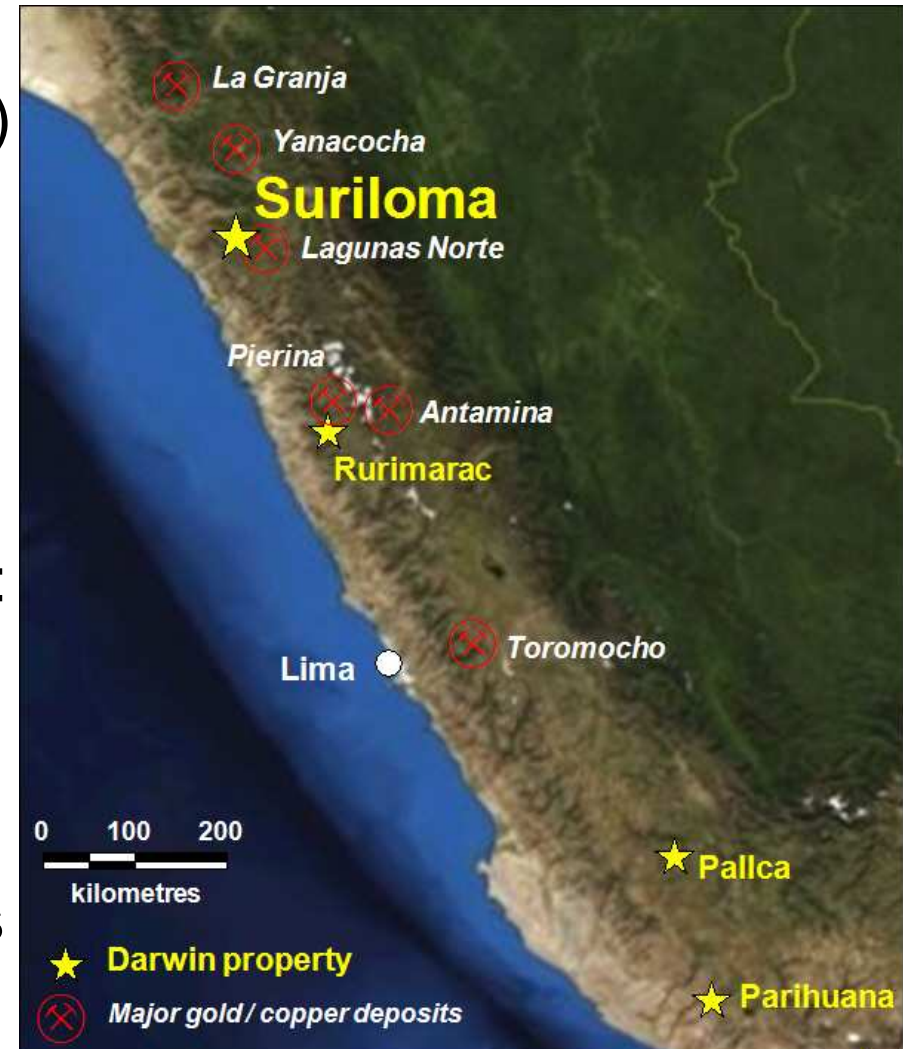 )
La Granja
Yanacocha
Suriloma
Lagunas Norte
Pierina
Antamina
Rurimarac
Toromocho
Lima
0 100 200
kilometres
Pallca
Darwin property
Parihuana
Major gold / copper deposits